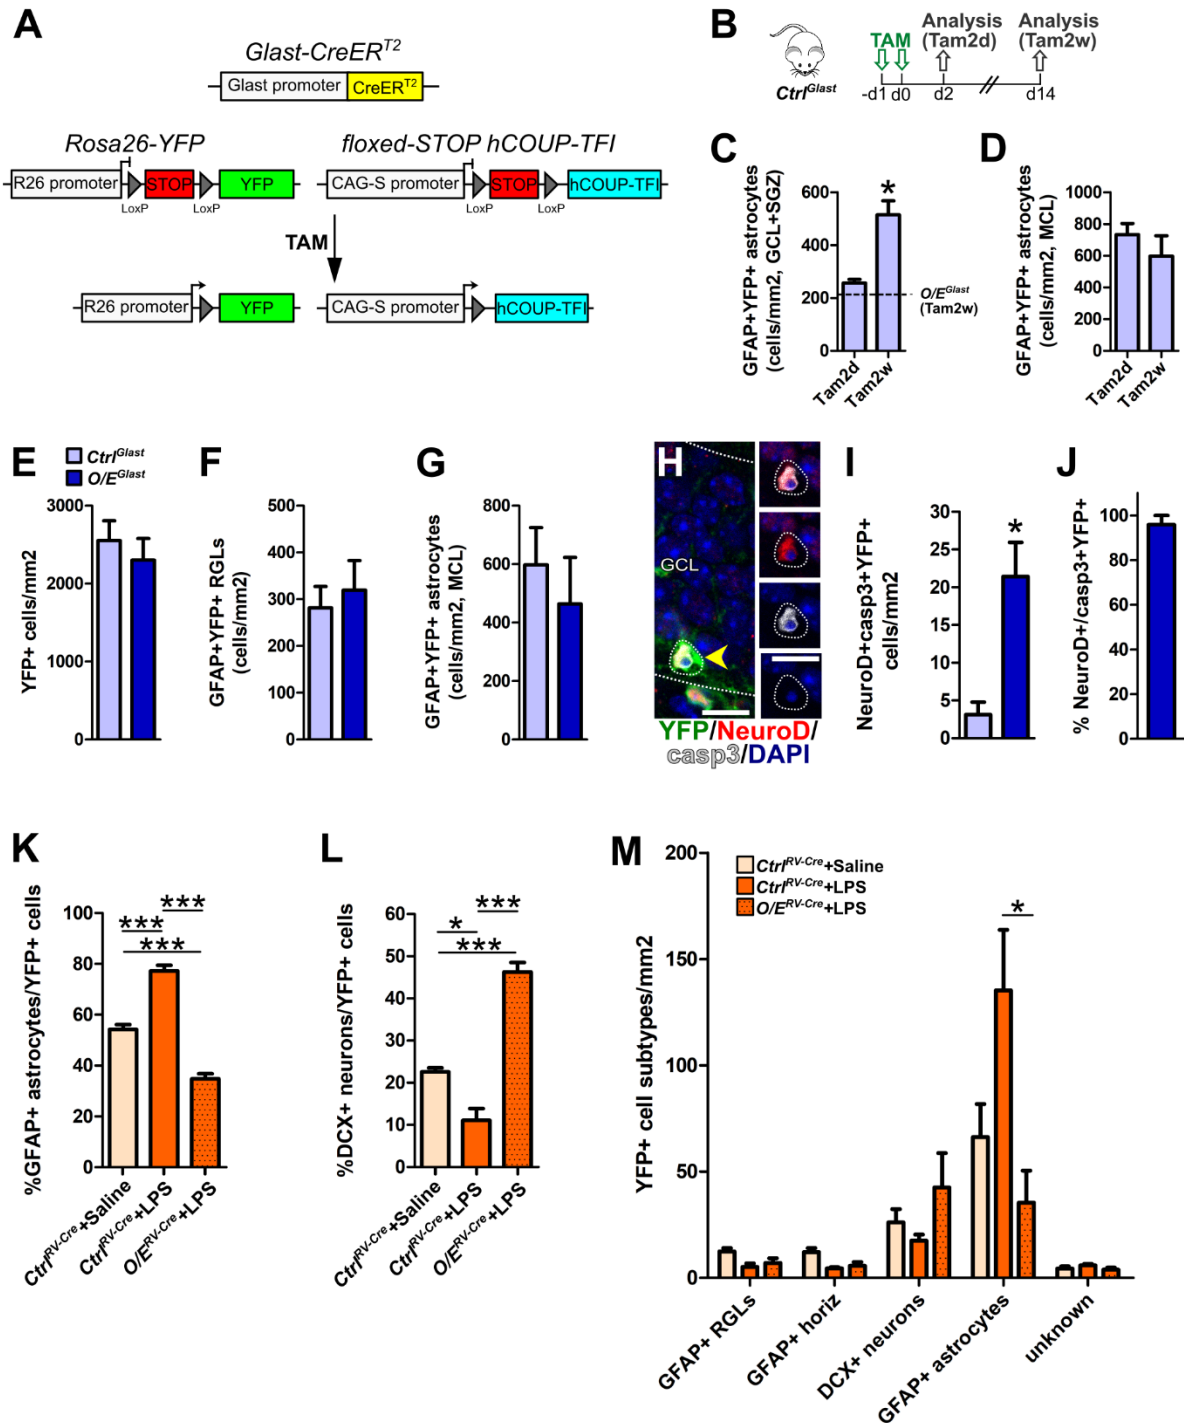 A
Glast-CreER^T2
Glast promoter
CreER^T2
Rosa26-YFP
floxed-STOP hCOUP-TFI
R26 promoter
STOP
YFP
CAG-S promoter
STOP
hCOUP-TFI
LoxP
LoxP
LoxP
LoxP
TAM
R26 promoter
YFP
CAG-S promoter
hCOUP-TFI
B
TAM
Analysis
(Tam2d)
Analysis
(Tam2w)
Ctrl^Glast
-d1
d0
d2
d14
C
GFAP+YFP+ astrocytes
(cells/mm2, GCL+SGZ)
600
400
200
0
*
O/E^Glast
(Tam2w)
Tam2d
Tam2w
D
GFAP+YFP+ astrocytes
(cells/mm2, MCL)
1000
800
600
400
200
0
Tam2d
Tam2w
E
Ctrl^Glast
O/E^Glast
YFP+ cells/mm2
3000
2000
1000
0
F
GFAP+YFP+ RGLs
(cells/mm2)
500
400
300
200
100
0
G
GFAP+YFP+ astrocytes
(cells/mm2, MCL)
800
600
400
200
0
H
GCL
YFP/NeuroD/
casp3/DAPI
I
NeuroD+casp3+YFP+
cells/mm2
30
25
20
15
10
5
0
*
J
% NeuroD+/casp3+YFP+
100
80
60
40
20
0
K
%GFAP+ astrocytes/YFP+ cells
100
80
60
40
20
0
***
***
***
Ctrl^RV-Cre+Saline
Ctrl^RV-Cre+LPS
O/E^RV-Cre+LPS
L
%DCX+ neurons/YFP+ cells
60
50
40
30
20
10
0
***
*
***
Ctrl^RV-Cre+Saline
Ctrl^RV-Cre+LPS
O/E^RV-Cre+LPS
M
YFP+ cell subtypes/mm2
200
150
100
50
0
Ctrl^RV-Cre+Saline
Ctrl^RV-Cre+LPS
O/E^RV-Cre+LPS
*
GFAP+ RGLs
GFAP+ horiz
DCX+ neurons
GFAP+ astrocytes
unknown